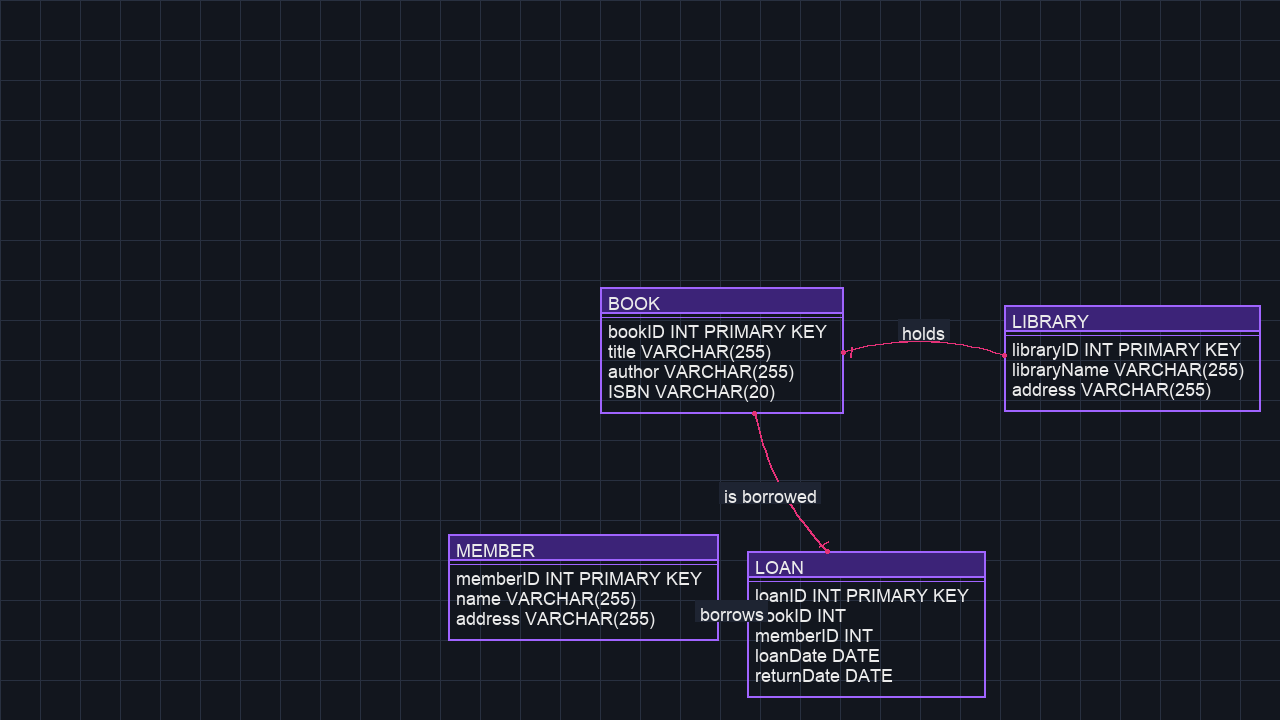 BOOK
bookID INT PRIMARY KEY
title VARCHAR(255)
author VARCHAR(255)
ISBN VARCHAR(20)
holds
LIBRARY
libraryID INT PRIMARY KEY
libraryName VARCHAR(255)
address VARCHAR(255)
is borrowed
MEMBER
memberID INT PRIMARY KEY
name VARCHAR(255)
address VARCHAR(255)
borrows
LOAN
loanID INT PRIMARY KEY
bookID INT
memberID INT
loanDate DATE
returnDate DATE